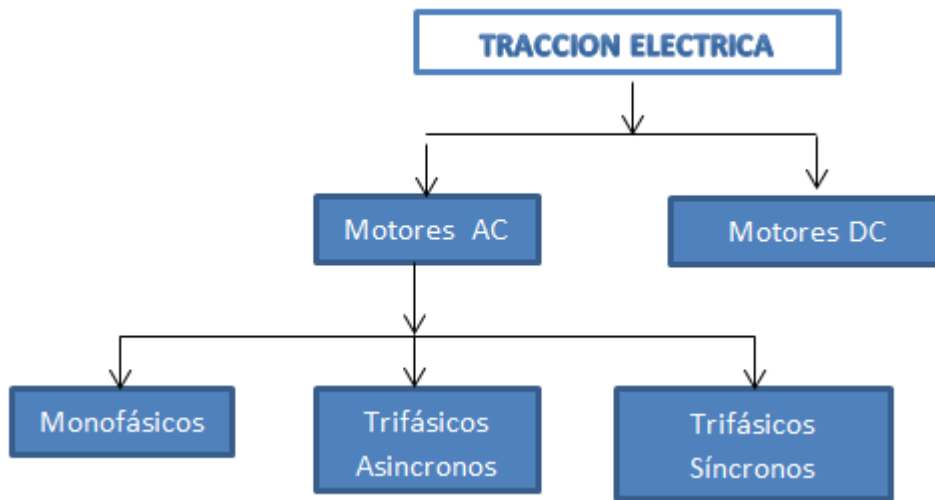 TRACCION ELECTRICA
Motores AC
Motores DC
Monofásicos
Trifásicos
Asincronos
Trifásicos
Síncronos